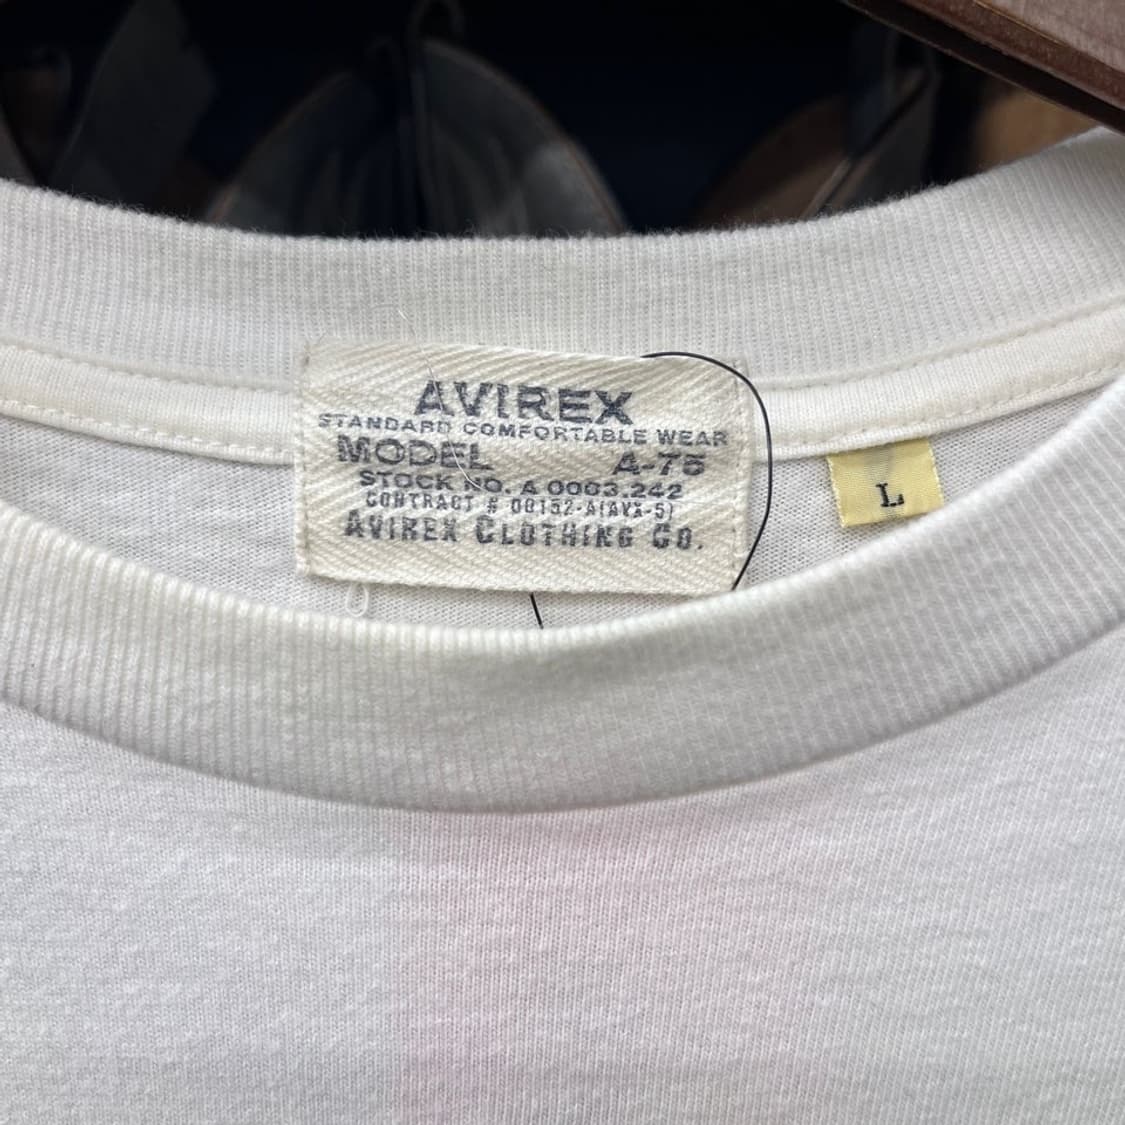 AVIREX
STANDARD COMFORTABLE WEAR
MODEL A-75
STOCK NO. A 0003.242
CONTRACT # 00152-A(AVX-5)
AVIREX CLOTHING CO.
L